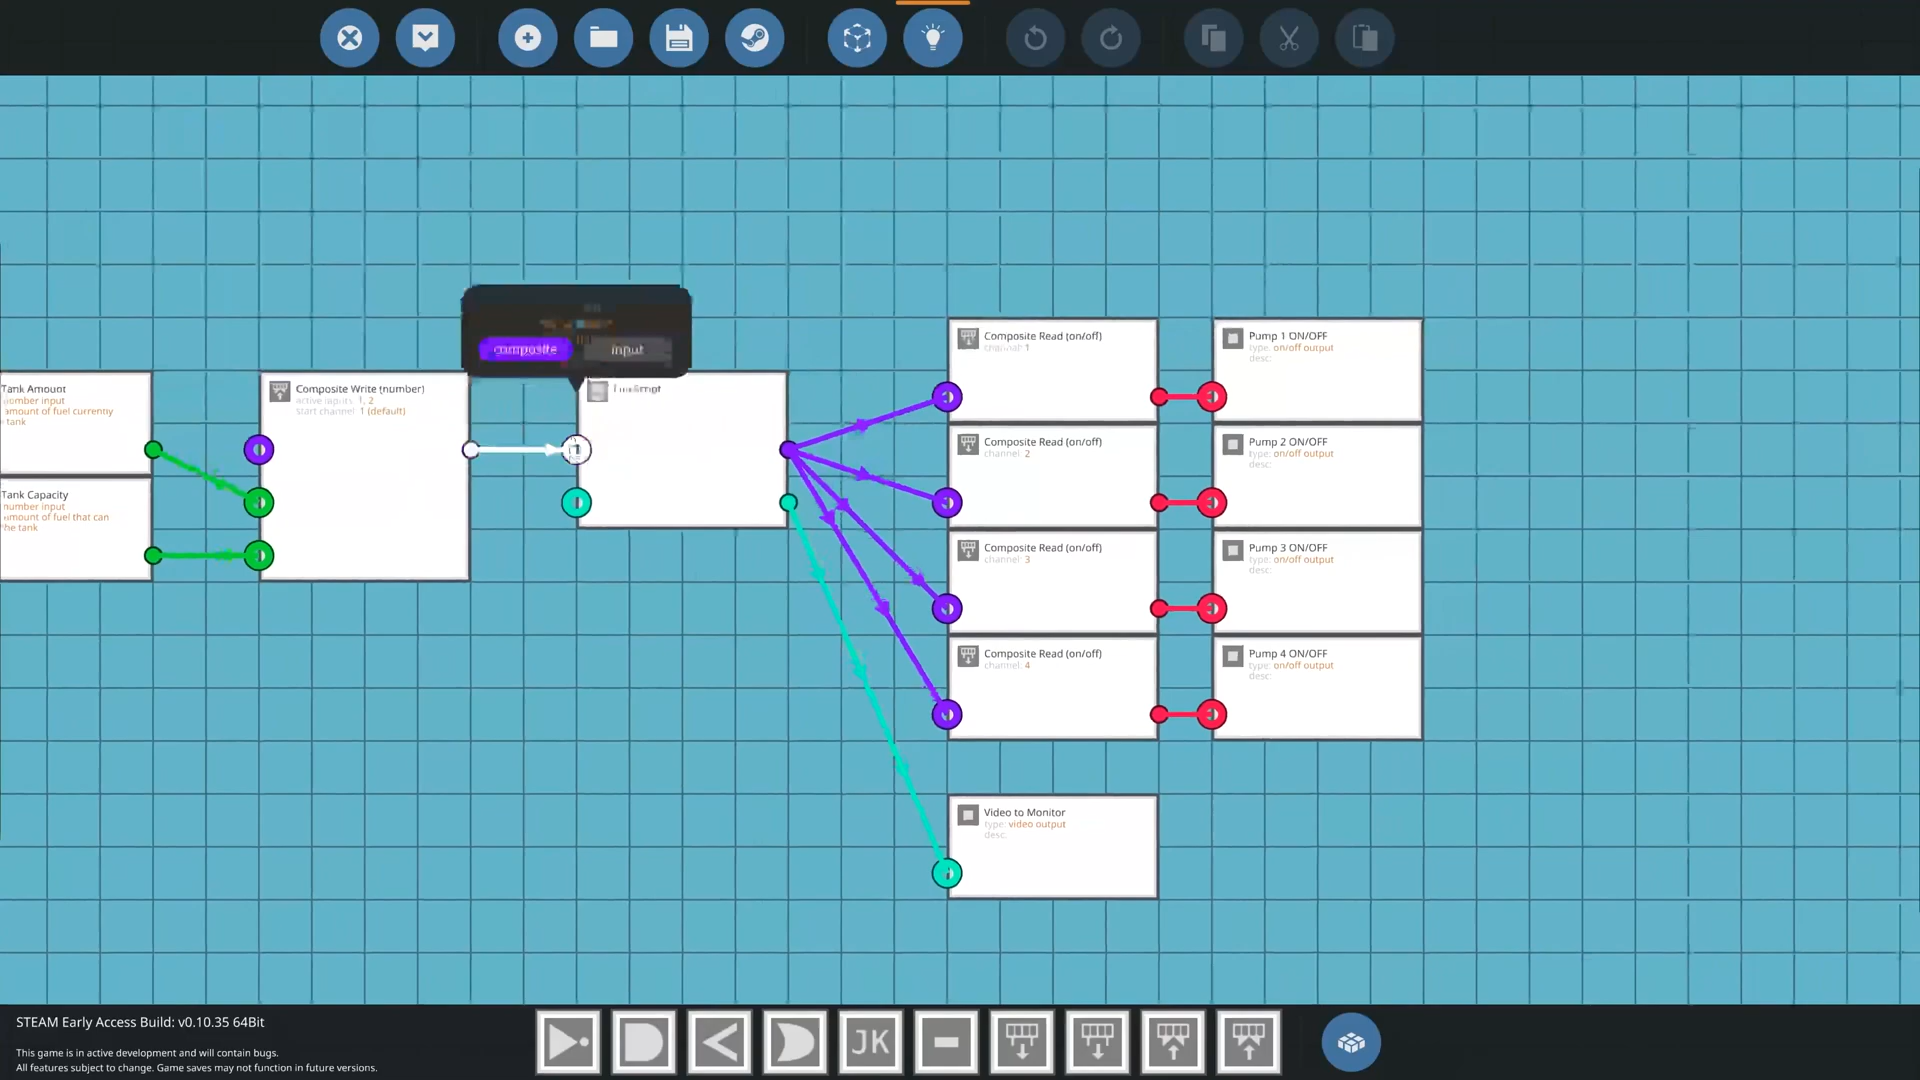 composite
input
Tank Amount
number input
amount of fuel currently
tank
Tank Capacity
number input
amount of fuel that can
the tank
Composite Write (number)
active inputs: 1, 2
start channel: 1 (default)
Composite Read (on/off)
channel: 1
Composite Read (on/off)
channel: 2
Composite Read (on/off)
channel: 3
Composite Read (on/off)
channel: 4
Pump 1 ON/OFF
type: on/off output
desc:
Pump 2 ON/OFF
type: on/off output
desc:
Pump 3 ON/OFF
type: on/off output
desc:
Pump 4 ON/OFF
type: on/off output
desc:
Video to Monitor
type: video output
desc:
STEAM Early Access Build: v0.10.35 64Bit
This game is in active development and will contain bugs.
All features subject to change. Game saves may not function in future versions.
JK